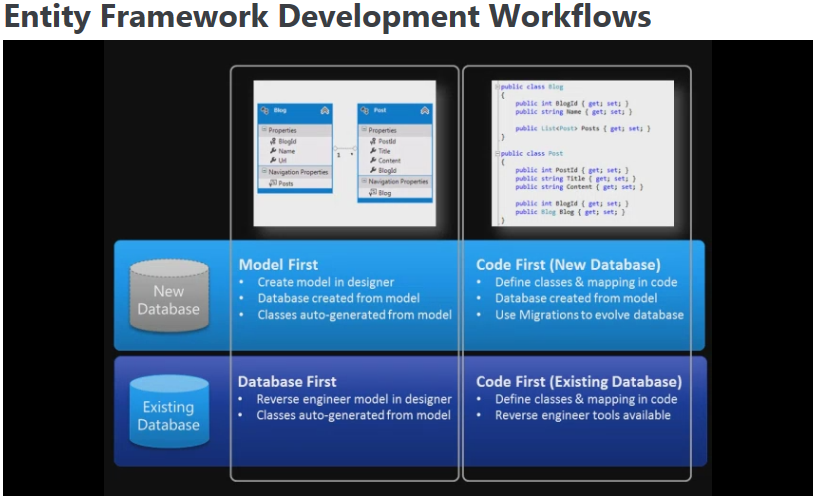 Entity Framework Development Workflows
Blog
Properties
BlogId
Name
Url
Navigation Properties
Posts
1
*
Post
Properties
PostId
Title
Content
BlogId
Navigation Properties
Blog
public class Blog
{
public int BlogId { get; set; }
public string Name { get; set; }
public List<Post> Posts { get; set; }
}
public class Post
{
public int PostId { get; set; }
public string Title { get; set; }
public string Content { get; set; }
public int BlogId { get; set; }
public Blog Blog { get; set; }
}
New
Database
Model First
• Create model in designer
• Database created from model
• Classes auto-generated from model
Code First (New Database)
• Define classes & mapping in code
• Database created from model
• Use Migrations to evolve database
Existing
Database
Database First
• Reverse engineer model in designer
• Classes auto-generated from model
Code First (Existing Database)
• Define classes & mapping in code
• Reverse engineer tools available